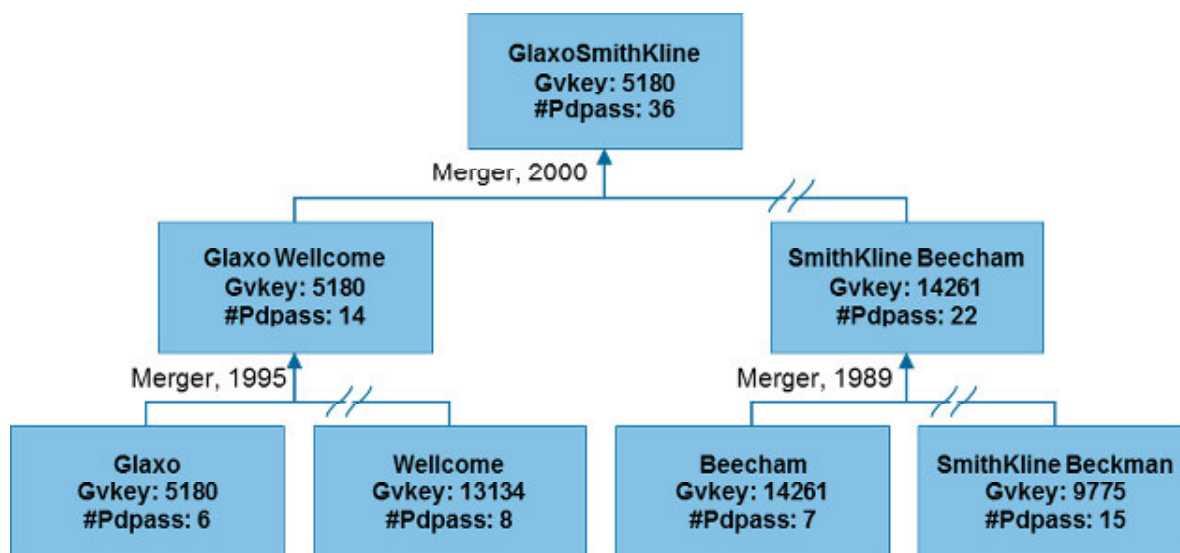 GlaxoSmithKline
Gvkey: 5180
#Pdpass: 36
Merger, 2000
Glaxo Wellcome
Gvkey: 5180
#Pdpass: 14
SmithKline Beecham
Gvkey: 14261
#Pdpass: 22
Merger, 1995
Merger, 1989
Glaxo
Gvkey: 5180
#Pdpass: 6
Wellcome
Gvkey: 13134
#Pdpass: 8
Beecham
Gvkey: 14261
#Pdpass: 7
SmithKline Beckman
Gvkey: 9775
#Pdpass: 15